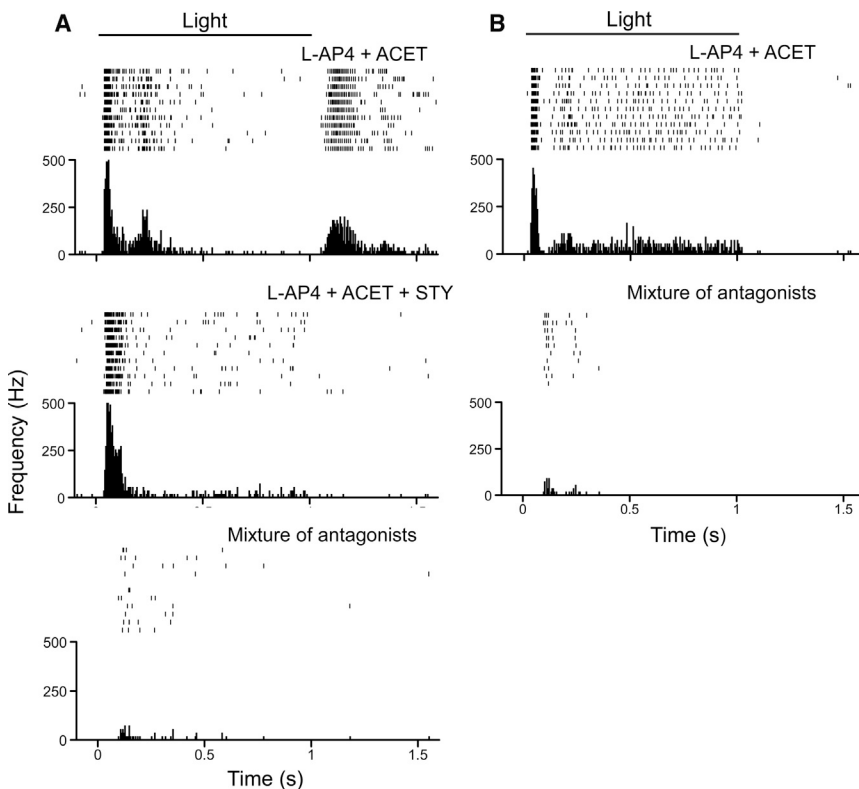 A
Light
L-AP4 + ACET
500
250
0
L-AP4 + ACET + STY
500
250
0
Mixture of antagonists
500
250
0
0
0.5
1
1.5
Time (s)
Frequency (Hz)
B
Light
L-AP4 + ACET
500
250
0
Mixture of antagonists
500
250
0
0
0.5
1
1.5
Time (s)